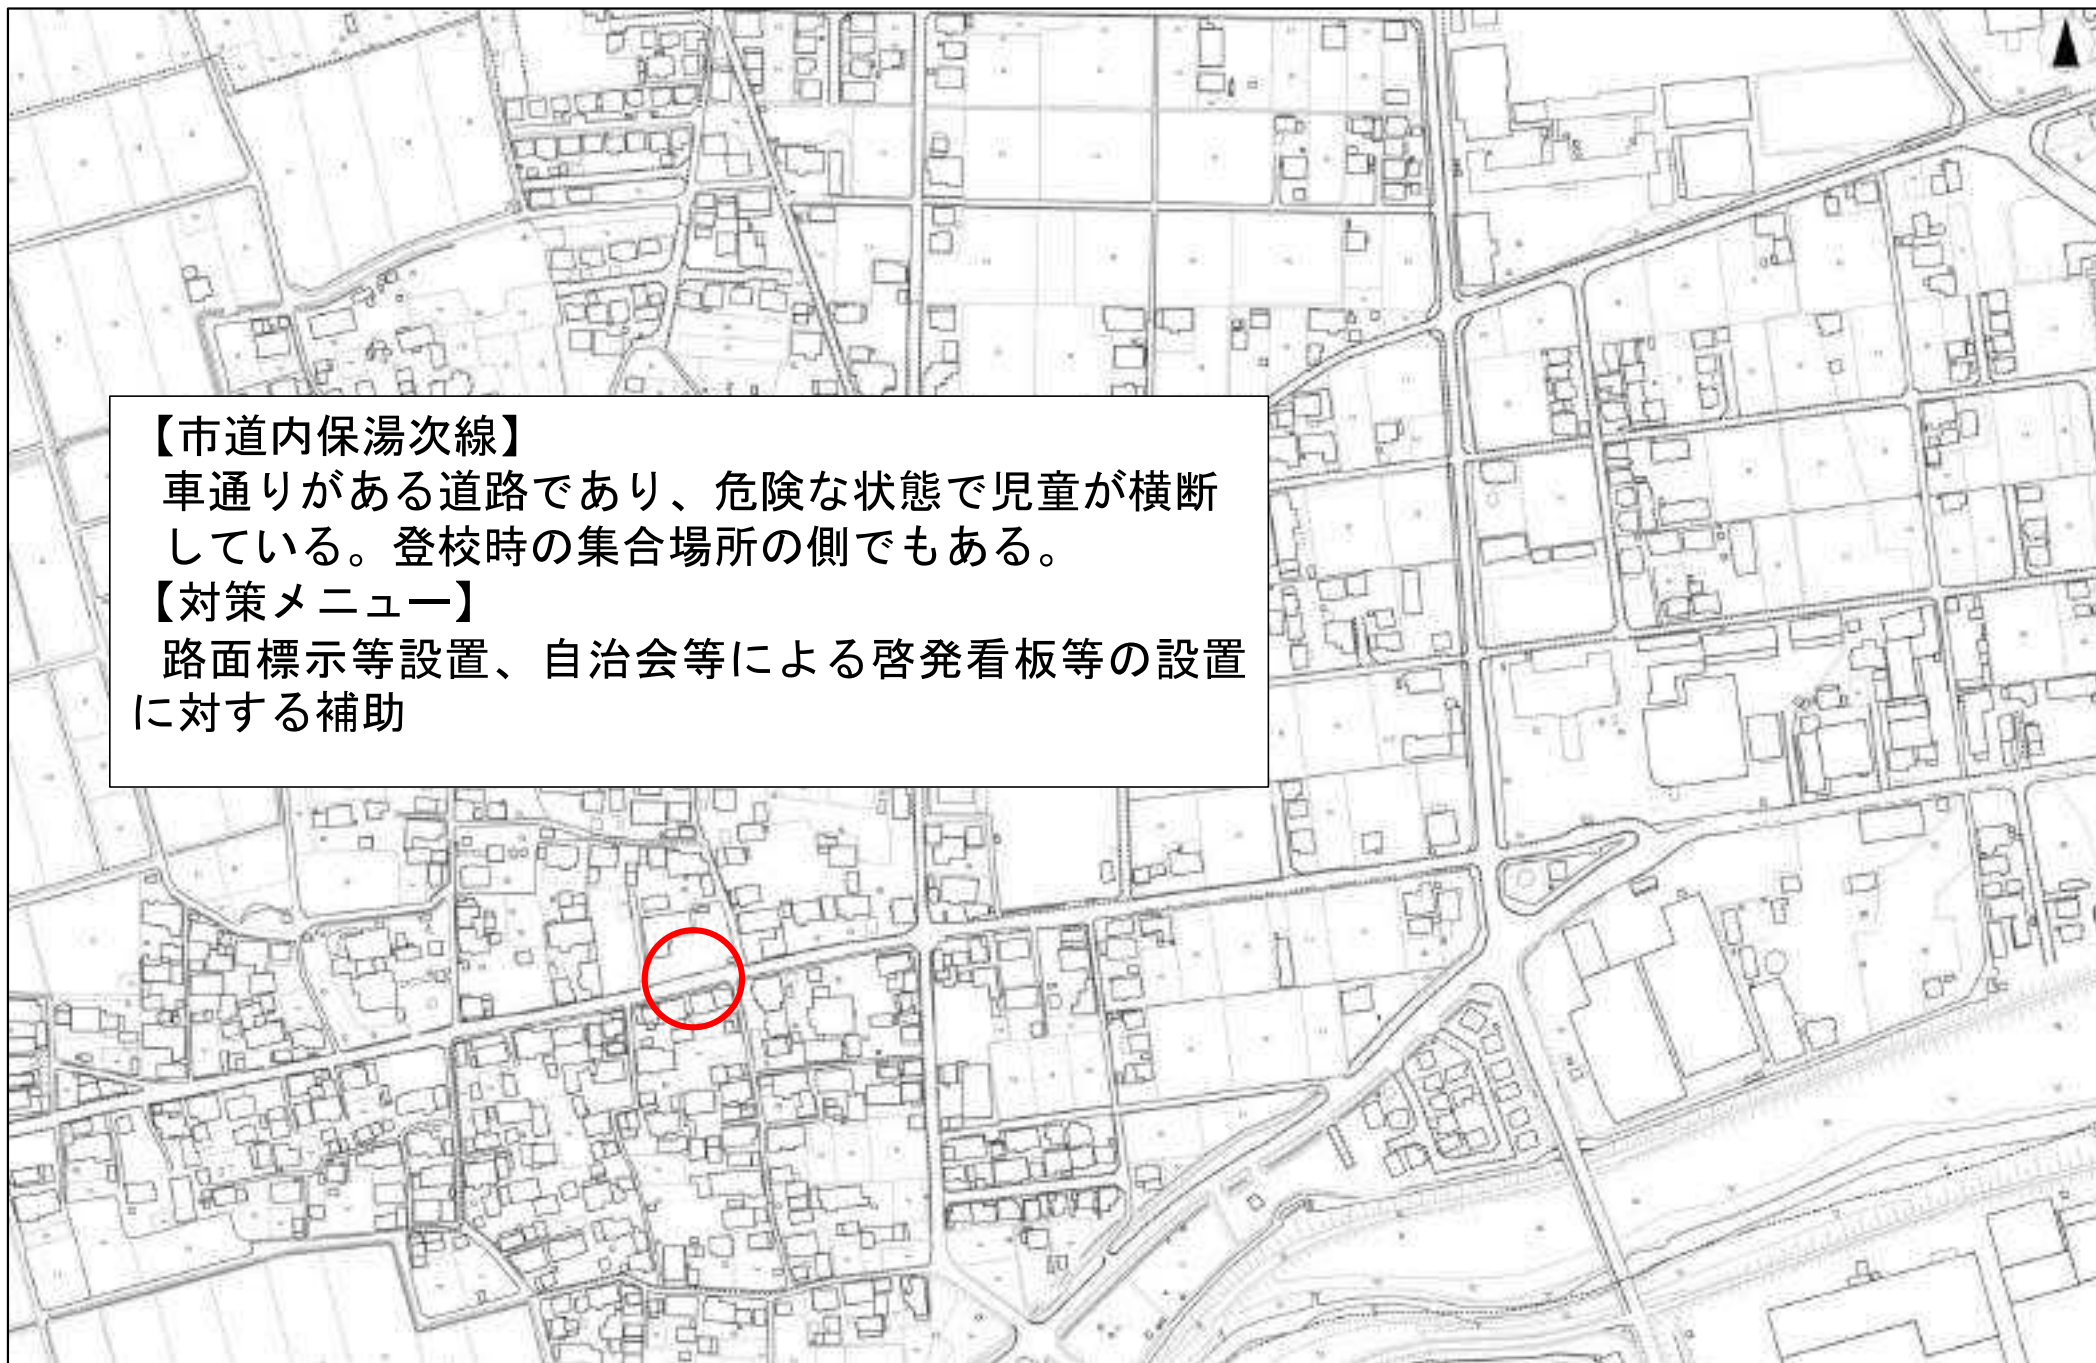 【市道内保湯次線】
車通りがある道路であり、危険な状態で児童が横断
している。登校時の集合場所の側でもある。
【対策メニュー】
路面標示等設置、自治会等による啓発看板等の設置
に対する補助